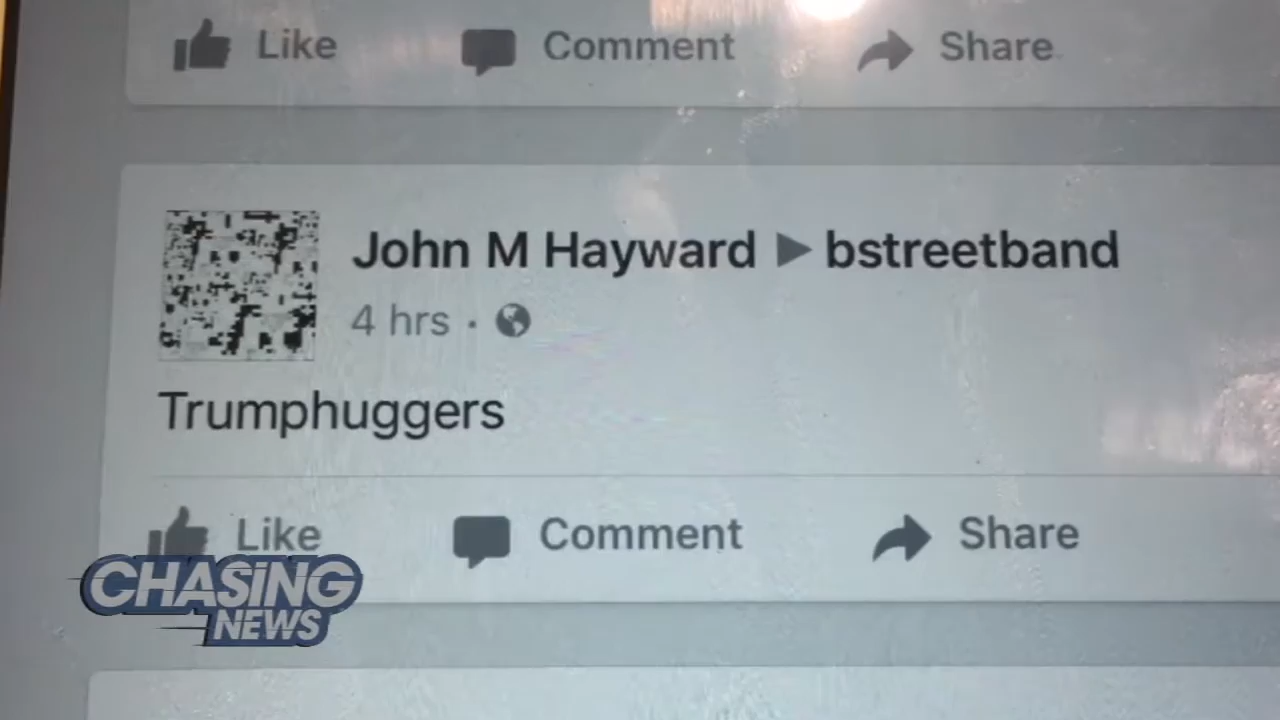 Like Comment Share
John M Hayward ▶ bstreetband
4 hrs ·
Trumphuggers
Like Comment Share
CHASING
NEWS